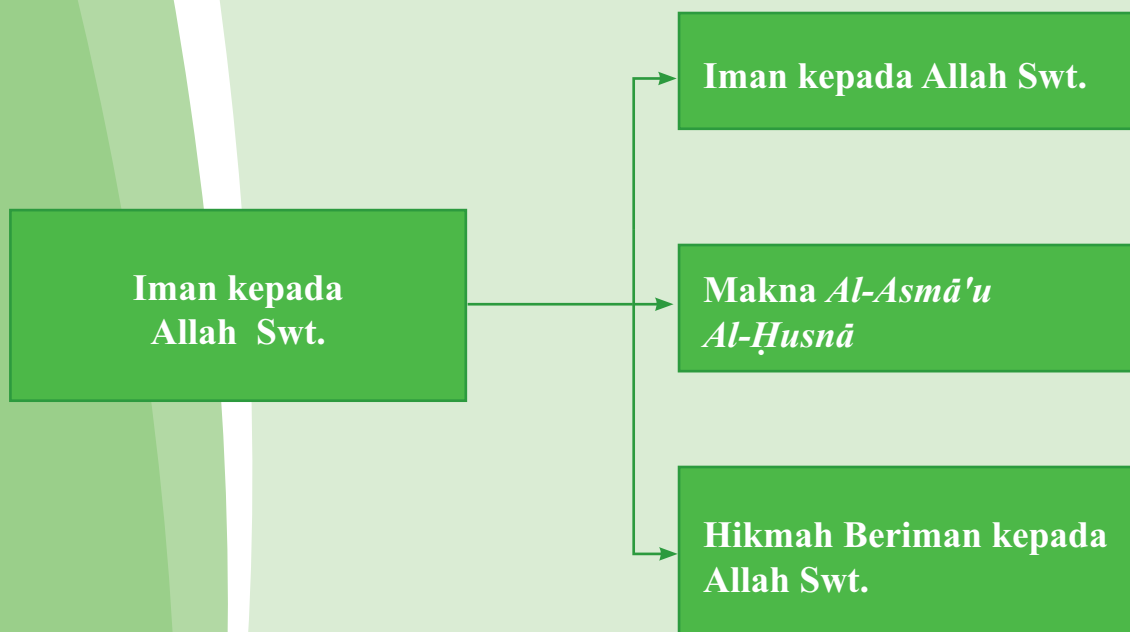 Iman kepada
Allah Swt.
Iman kepada Allah Swt.
Makna Al-Asmā'u
Al-Ḥusnā
Hikmah Beriman kepada
Allah Swt.